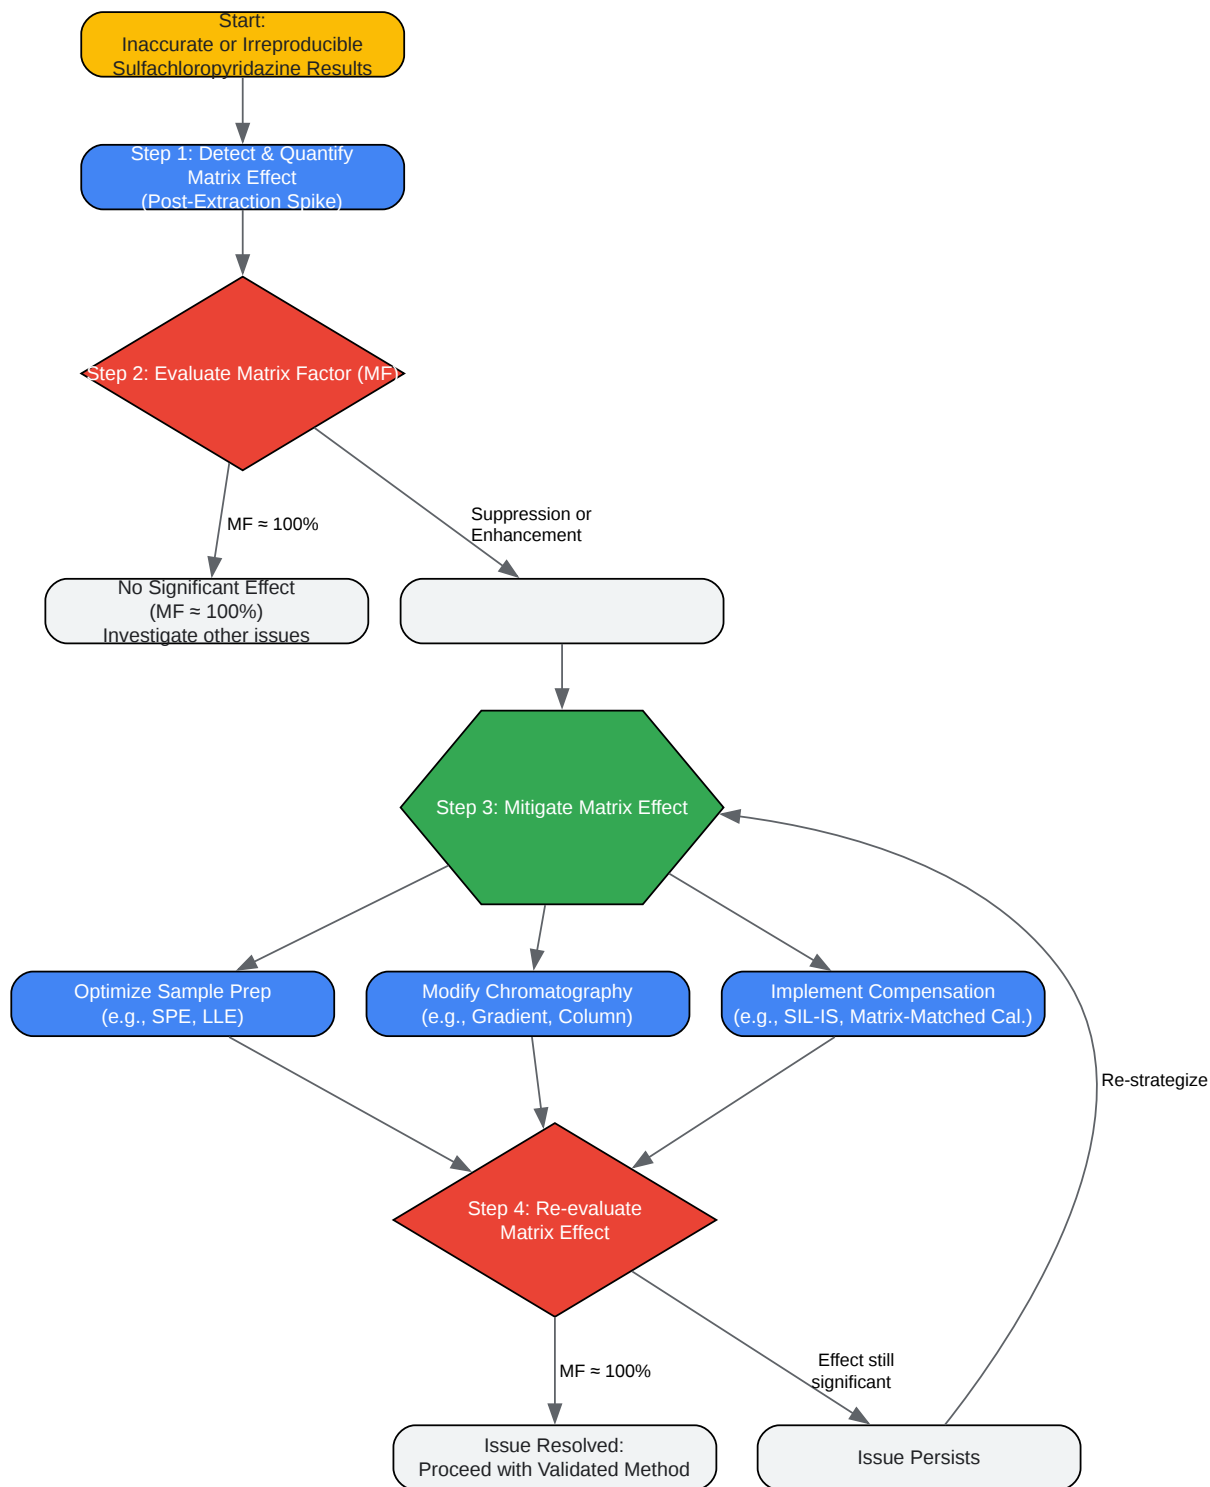 Start:
Inaccurate or Irreproducible
Sulfachloropyridazine Results
Step 1: Detect & Quantify
Matrix Effect
(Post-Extraction Spike)
Step 2: Evaluate Matrix Factor (MF)
MF ≈ 100%
Suppression or
Enhancement
No Significant Effect
(MF ≈ 100%)
Investigate other issues
Step 3: Mitigate Matrix Effect
Optimize Sample Prep
(e.g., SPE, LLE)
Modify Chromatography
(e.g., Gradient, Column)
Implement Compensation
(e.g., SIL-IS, Matrix-Matched Cal.)
Re-strategize
Step 4: Re-evaluate
Matrix Effect
MF ≈ 100%
Effect still
significant
Issue Resolved:
Proceed with Validated Method
Issue Persists